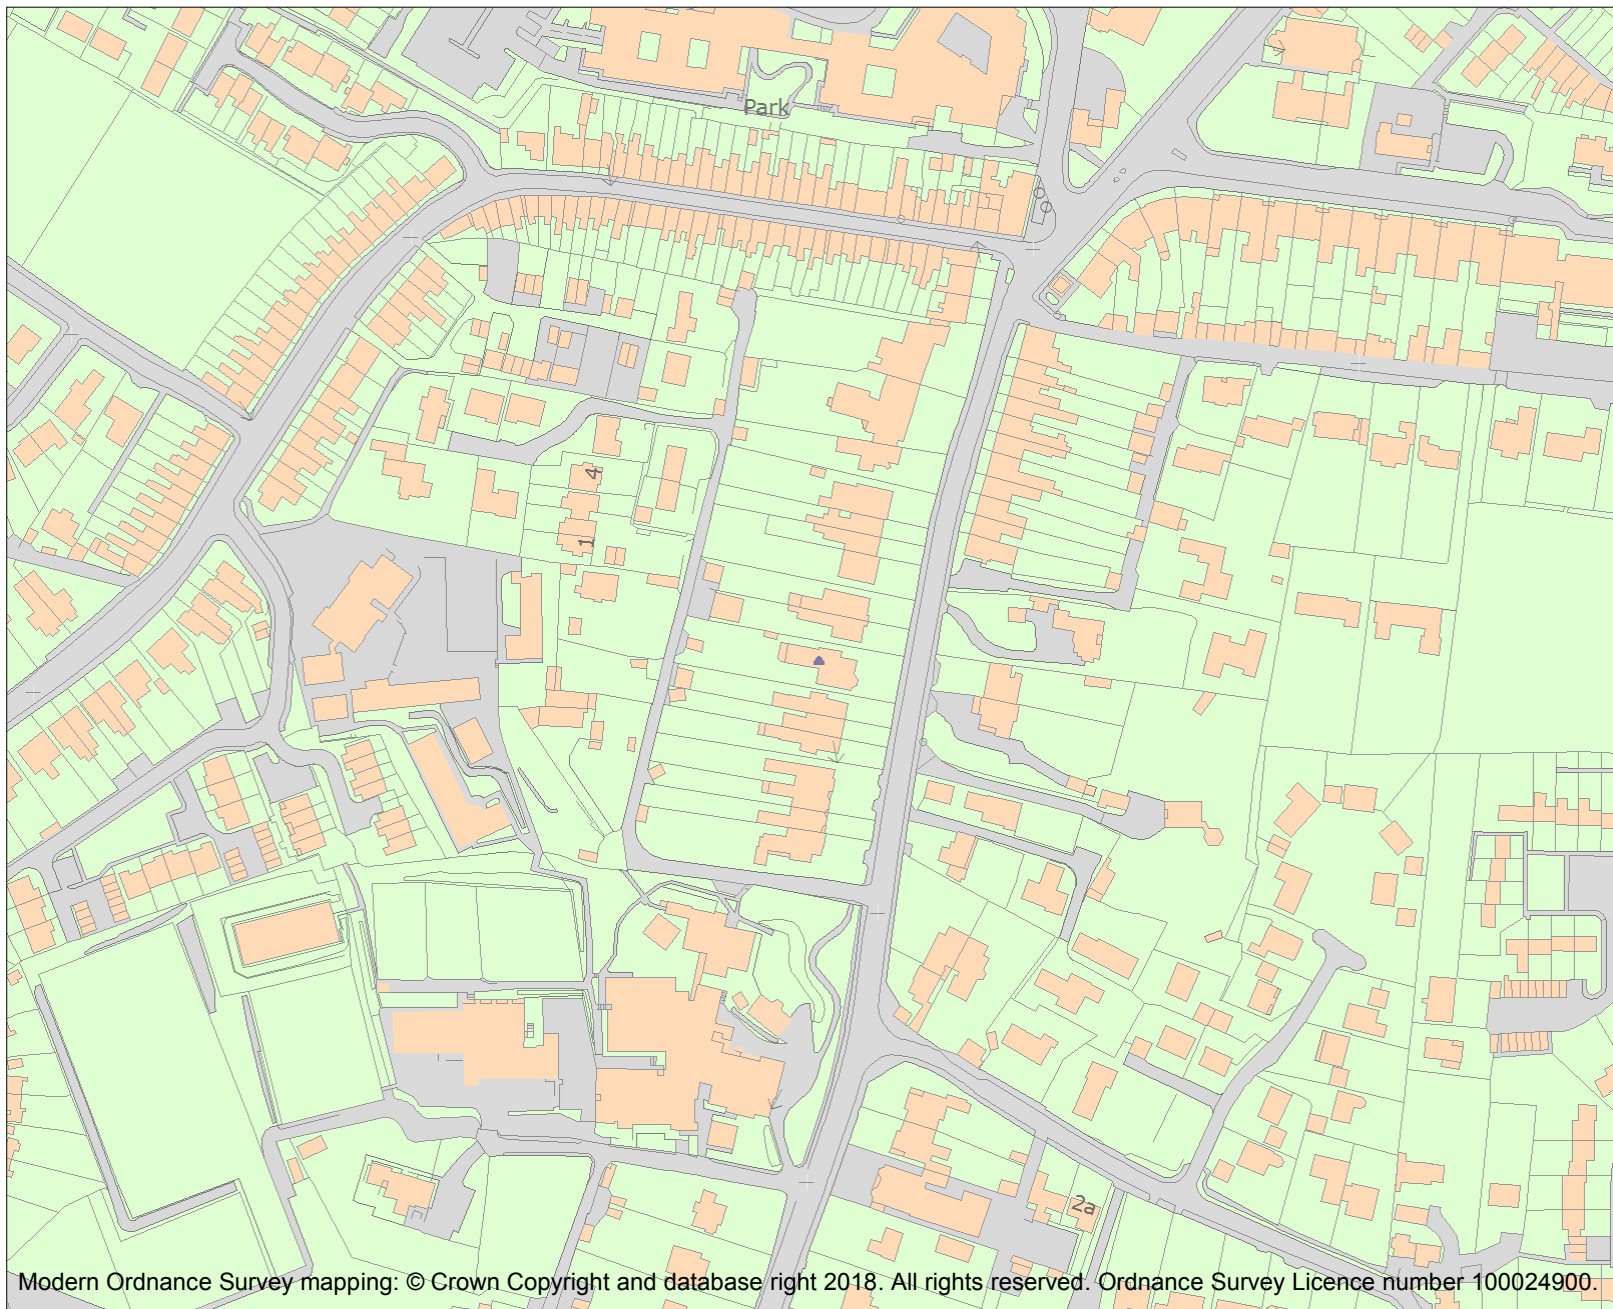 Park
4
1
2a
Modern Ordnance Survey mapping: © Crown Copyright and database right 2018. All rights reserved. Ordnance Survey Licence number 100024900.